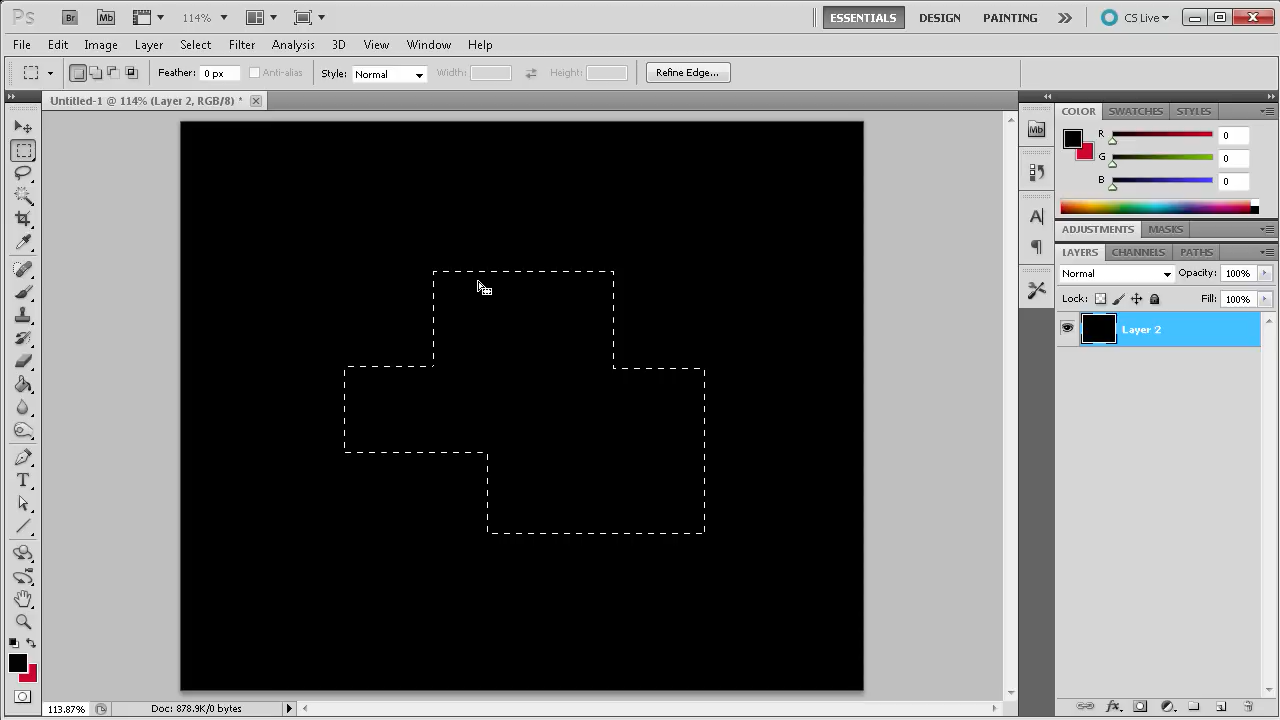 Ps Br Mb 114% ESSENTIALS DESIGN PAINTING CS Live
File Edit Image Layer Select Filter Analysis 3D View Window Help
Feather: 0 px Anti-alias Style: Normal Width: Height: Refine Edge...
Untitled-1 @ 114% (Layer 2, RGB/8) *
COLOR SWATCHES STYLES
Mb
R 0
G 0
B 0
A
ADJUSTMENTS MASKS
LAYERS CHANNELS PATHS
Normal Opacity: 100%
Lock: Fill: 100%
Layer 2
T
fx
113.87% Doc: 878.9K/0 bytes